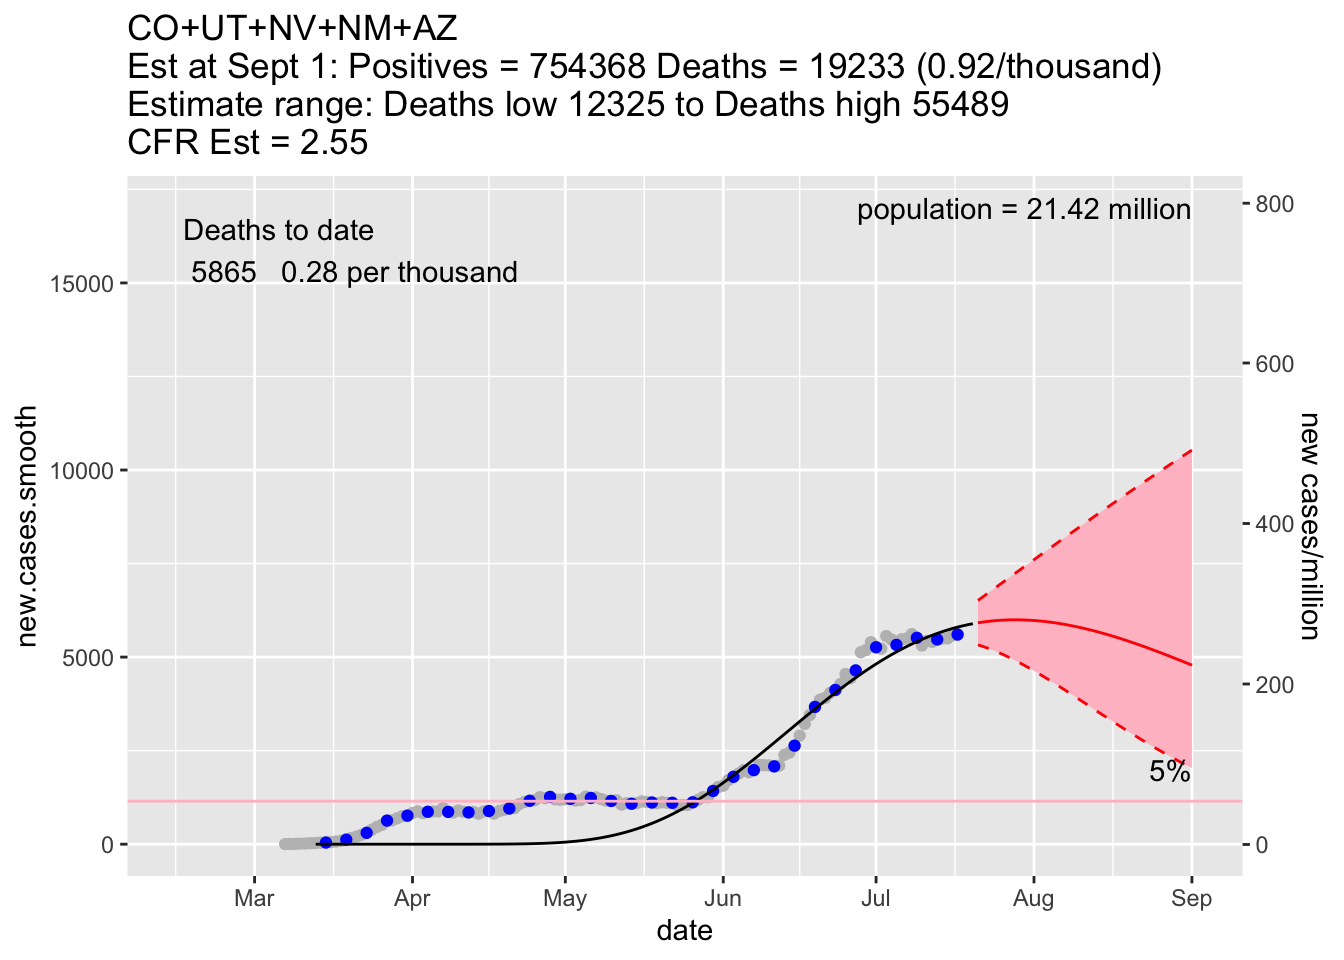 CO+UT+NV+NM+AZ
Est at Sept 1: Positives = 754368 Deaths = 19233 (0.92/thousand)
Estimate range: Deaths low 12325 to Deaths high 55489
CFR Est = 2.55
population = 21.42 million
Deaths to date
5865 0.28 per thousand
new.cases.smooth
15000
10000
5000
0
800
600
400
200
0
new cases/million
5%
Mar Apr May Jun Jul Aug Sep
date